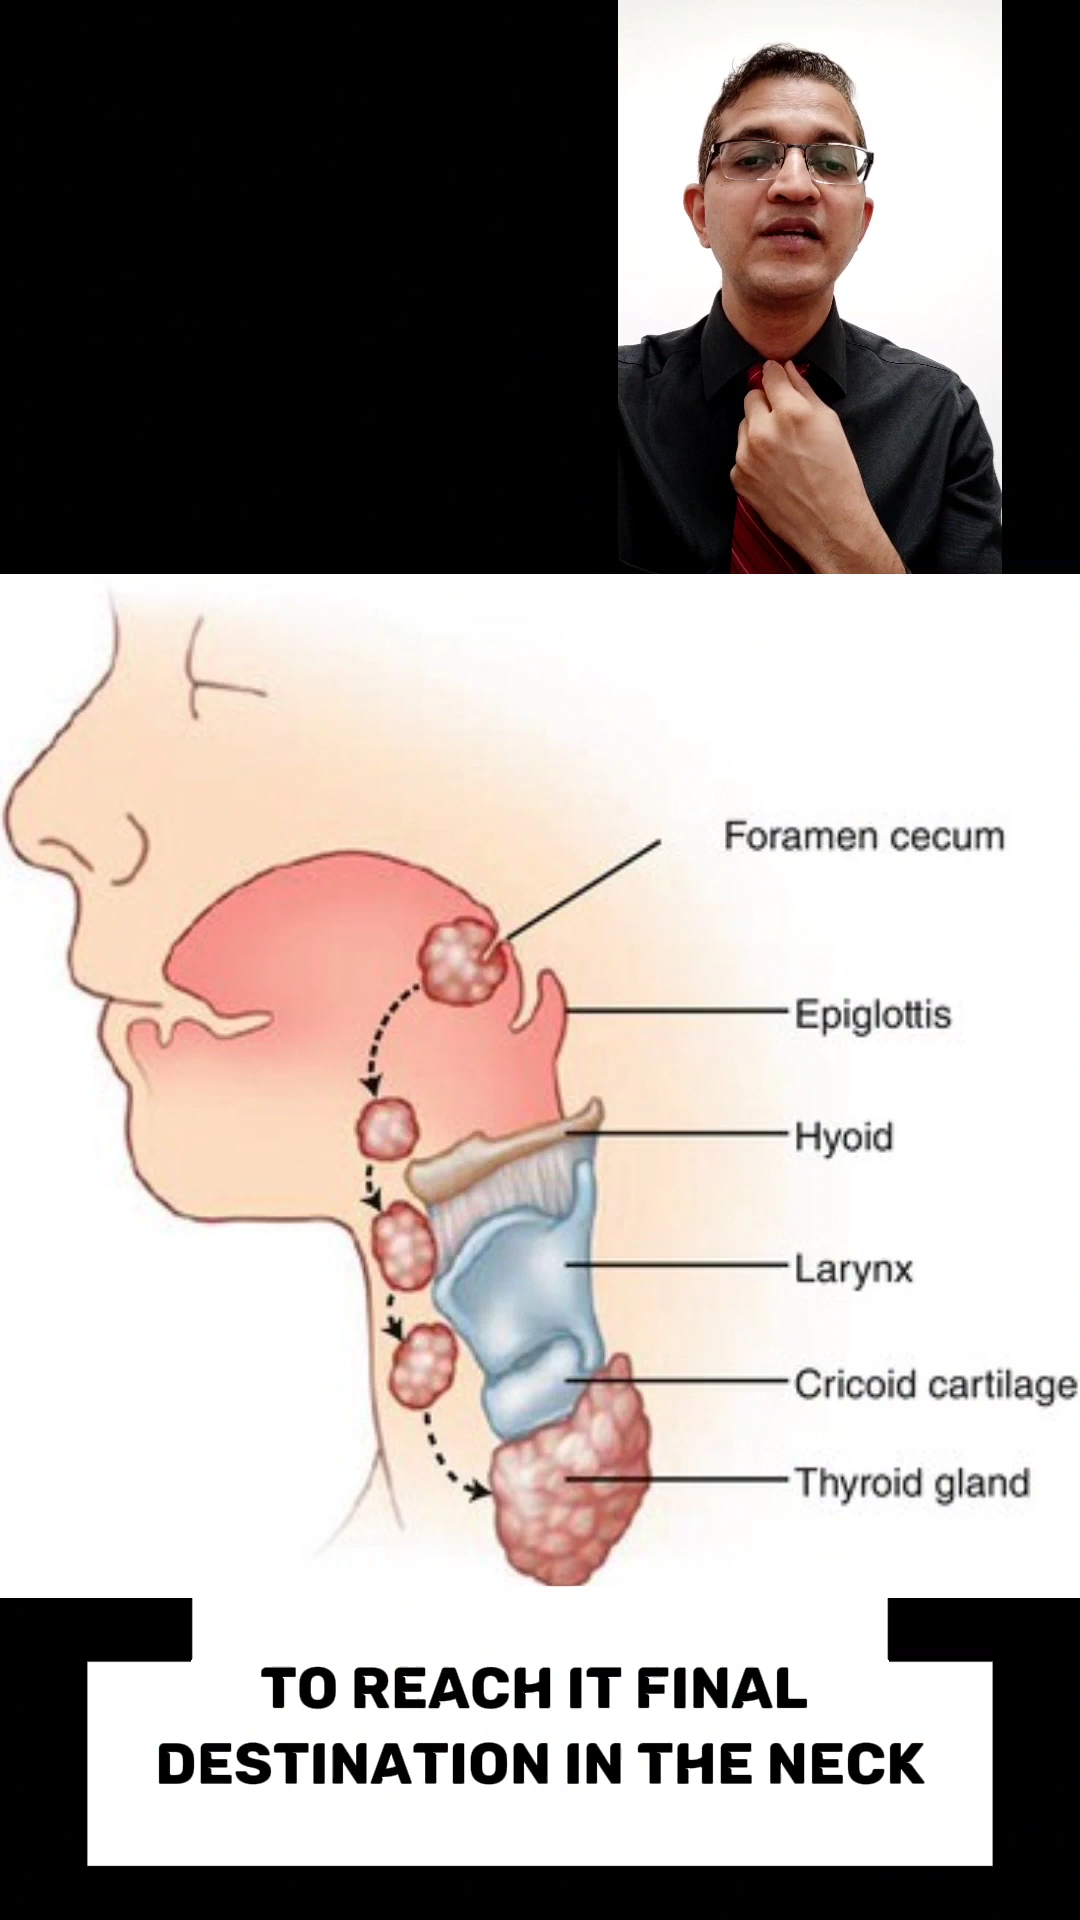 Foramen cecum
Epiglottis
Hyoid
Larynx
Cricoid cartilage
Thyroid gland
TO REACH IT FINAL
DESTINATION IN THE NECK